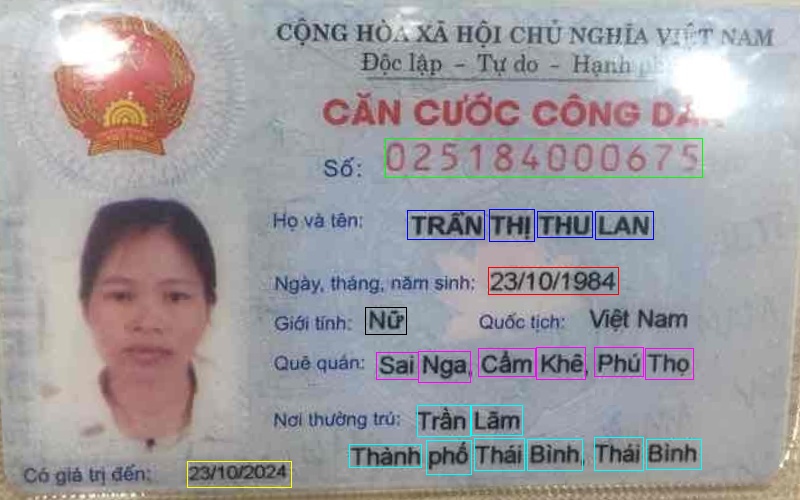 CỘNG HÒA XÃ HỘI CHỦ NGHĨA VIỆT NAM
Độc lập - Tự do - Hạnh
CĂN CƯỚC CÔNG DÂN
Số: 025184000675
Họ và tên: TRẦN THỊ THU LAN
Ngày, tháng, năm sinh: 23/10/1984
Giới tính: Nữ Quốc tịch: Việt Nam
Quê quán: Sai Nga, Cẩm Khê, Phú Thọ
Nơi thường trú: Trần Lãm
Thành phố Thái Bình, Thái Bình
Có giá trị đến: 23/10/2024